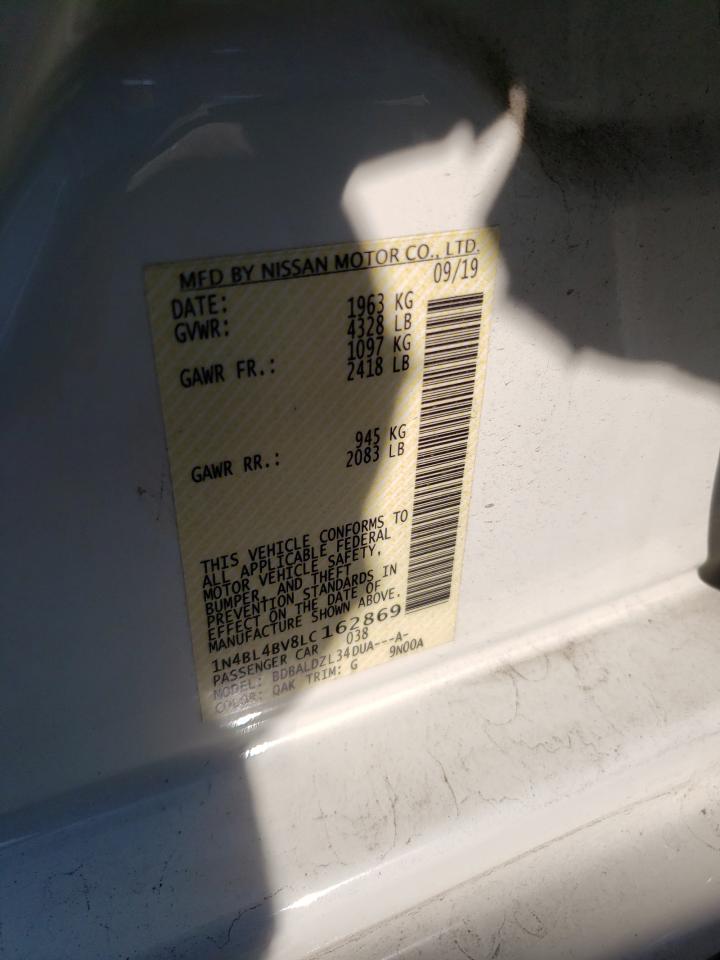 MFD BY NISSAN MOTOR CO., LTD.
DATE: 09/19
GVWR: 1963 KG
4328 LB
GAWR FR.: 1097 KG
2418 LB
GAWR RR.: 945 KG
2083 LB
THIS VEHICLE CONFORMS TO
ALL APPLICABLE FEDERAL
MOTOR VEHICLE SAFETY,
BUMPER, AND THEFT
PREVENTION STANDARDS IN
EFFECT ON THE DATE OF
MANUFACTURE SHOWN ABOVE.
1N4BL4BV8LC162869
PASSENGER CAR 038
MODEL: BDBALDZL34DUA---A-
COLOR: QAK TRIM: G 9N00A